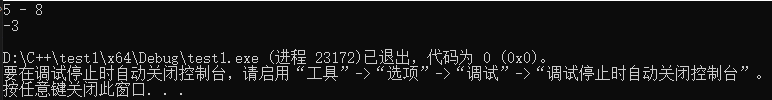 5 - 8
-3
D:\C++\test1\x64\Debug\test1.exe (进程 23172)已退出，代码为 0 (0x0)。
要在调试停止时自动关闭控制台，请启用“工具”->“选项”->“调试”->“调试停止时自动关闭控制台”。
按任意键关闭此窗口. . .